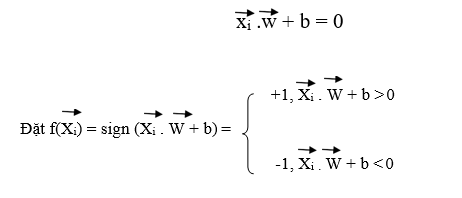 Xi .w + b = 0
+1, Xi . W + b >0
Đặt f(Xi) = sign (Xi . W + b) =
-1, Xi . W + b <0